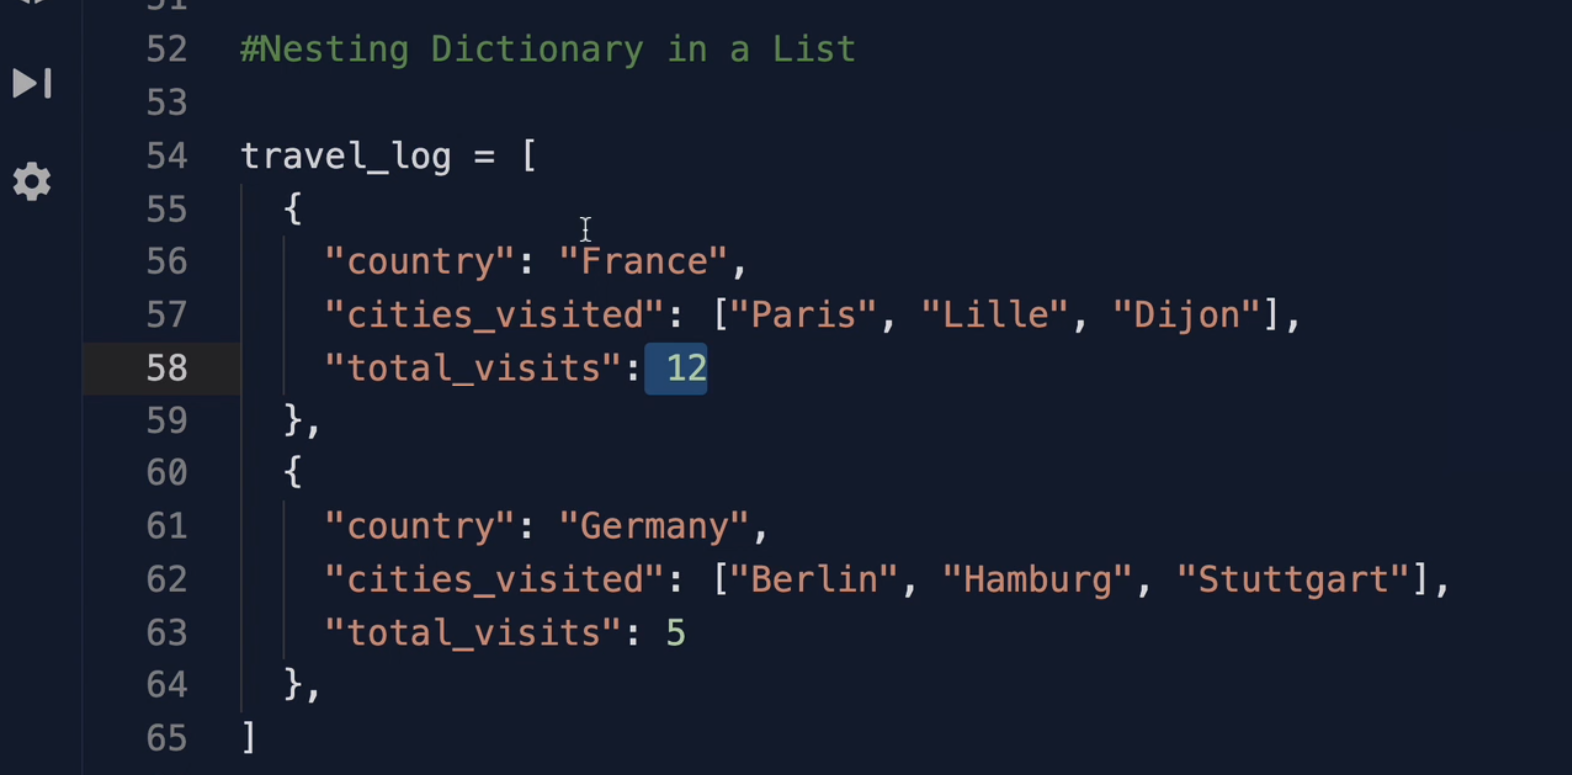 51
52 #Nesting Dictionary in a List
53
54 travel_log = [
55   {
56     "country": "France",
57     "cities_visited": ["Paris", "Lille", "Dijon"],
58     "total_visits": 12
59   },
60   {
61     "country": "Germany",
62     "cities_visited": ["Berlin", "Hamburg", "Stuttgart"],
63     "total_visits": 5
64   },
65 ]